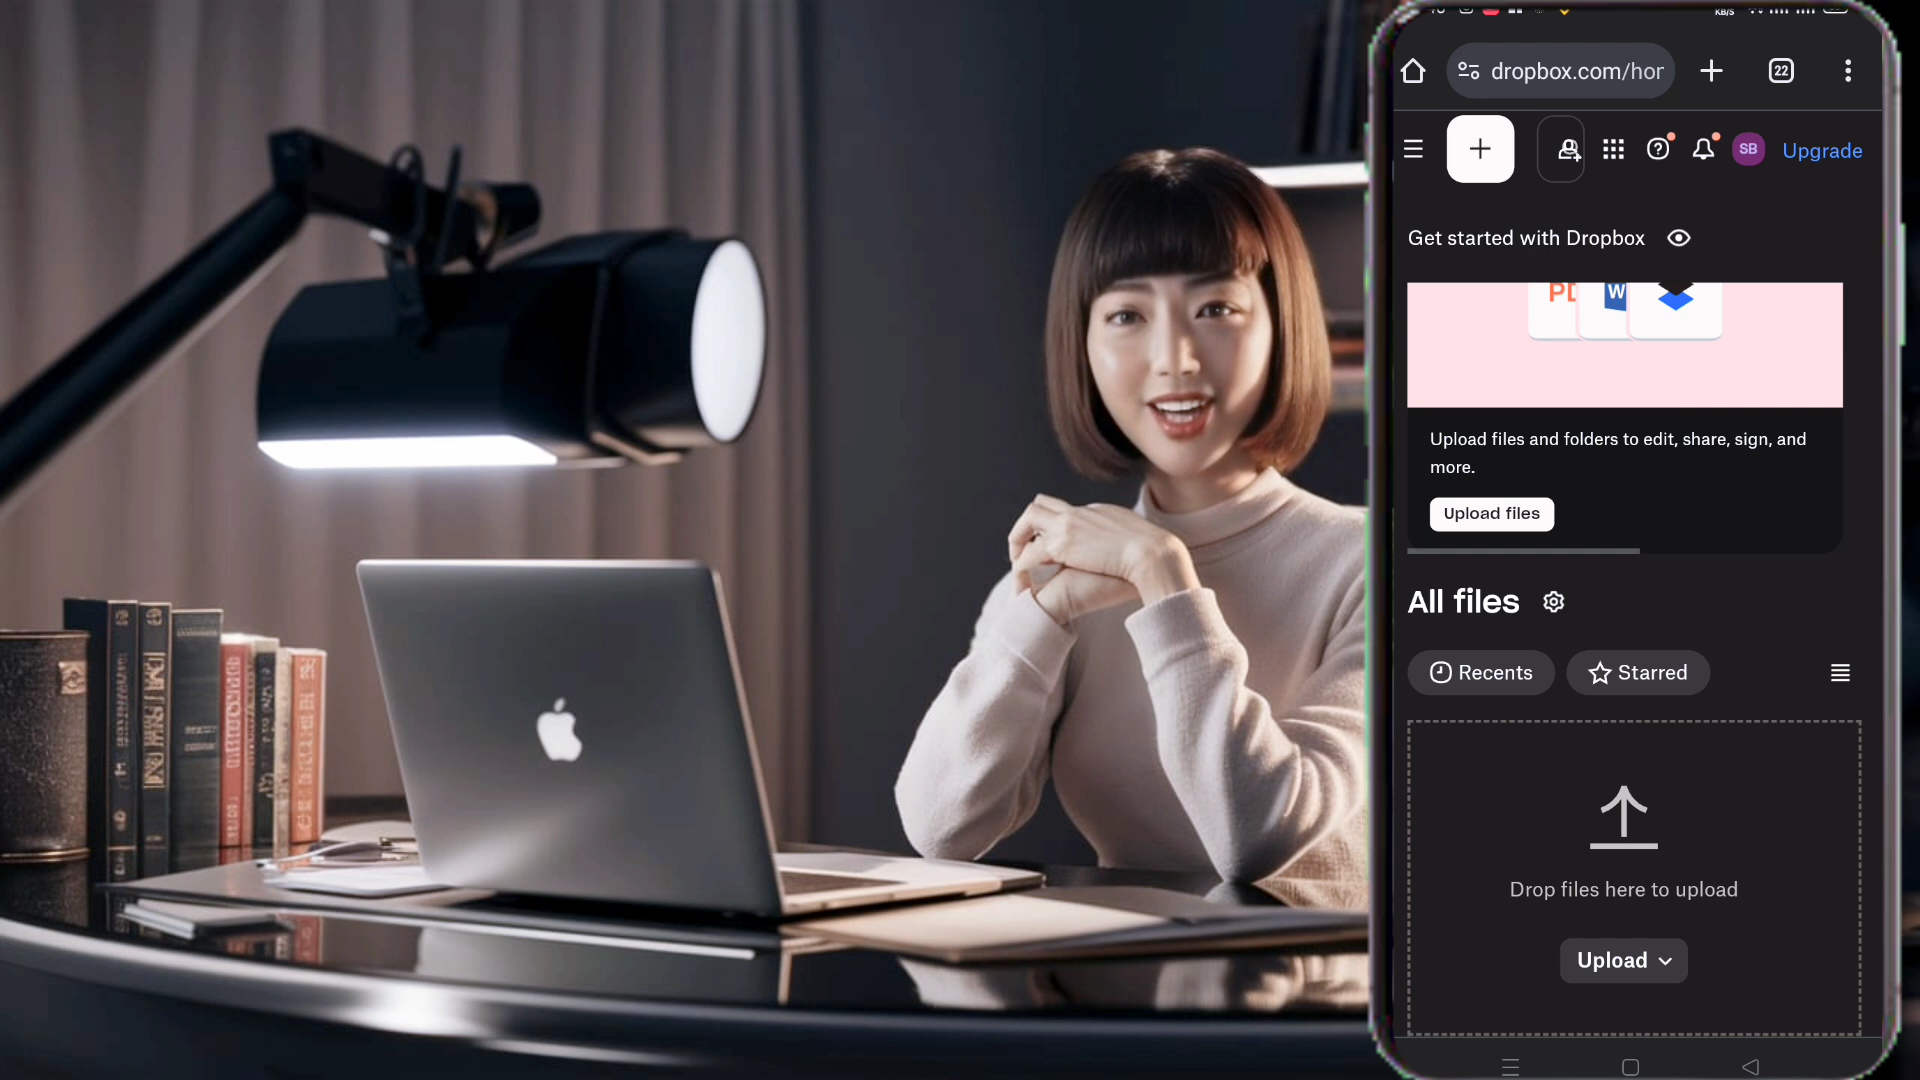 KB/S
dropbox.com/hor
22
SB
Upgrade
Get started with Dropbox
W
Upload files and folders to edit, share, sign, and
more.
Upload files
All files
Recents
Starred
Drop files here to upload
Upload